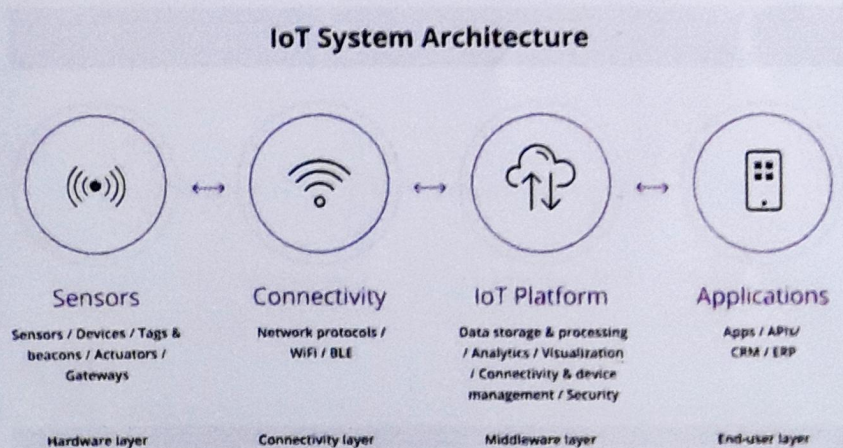 IoT System Architecture
Sensors
Sensors / Devices / Tags &
beacons / Actuators /
Gateways
Hardware layer
Connectivity
Network protocols /
WiFi / BLE
Connectivity layer
IoT Platform
Data storage & processing
/ Analytics / Visualization
/ Connectivity & device
management / Security
Middleware layer
Applications
Apps / APIs/
CRM / ERP
End-user layer